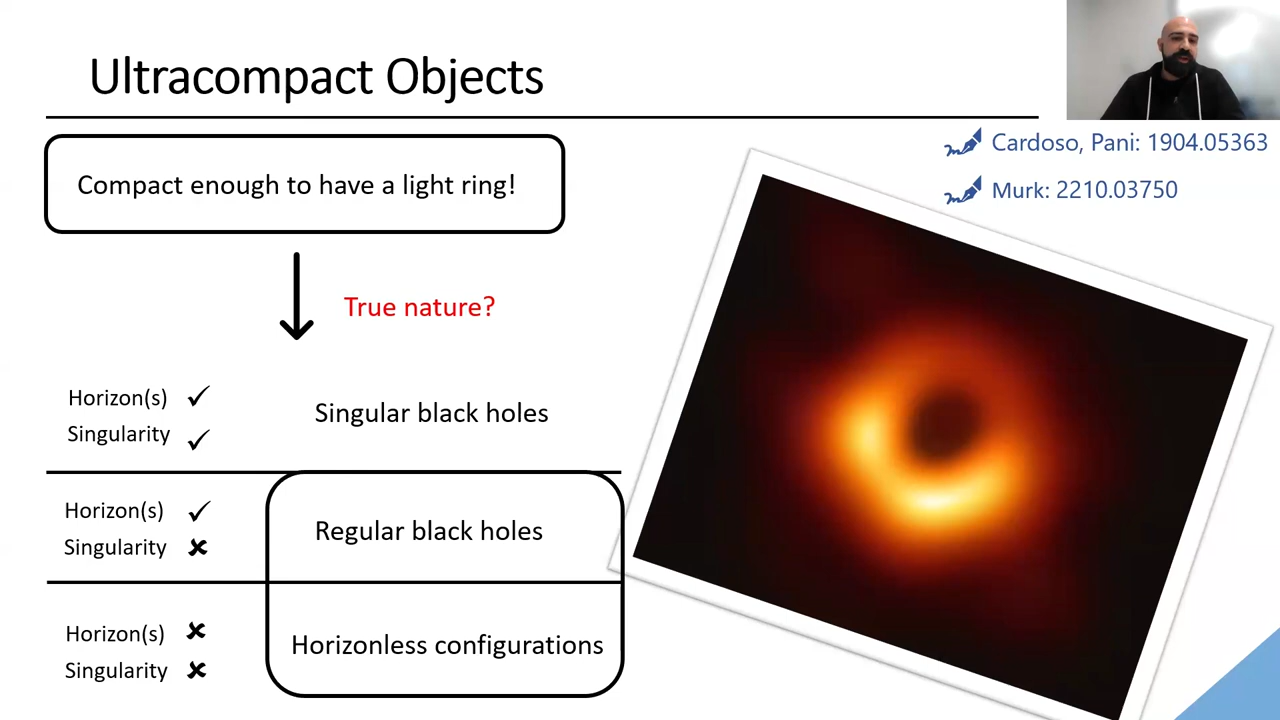 Ultracompact Objects
Cardoso, Pani: 1904.05363
Murk: 2210.03750
Compact enough to have a light ring!
True nature?
Horizon(s) ✓
Singularity ✓
Singular black holes
Horizon(s) ✓
Singularity ✘
Regular black holes
Horizon(s) ✘
Singularity ✘
Horizonless configurations